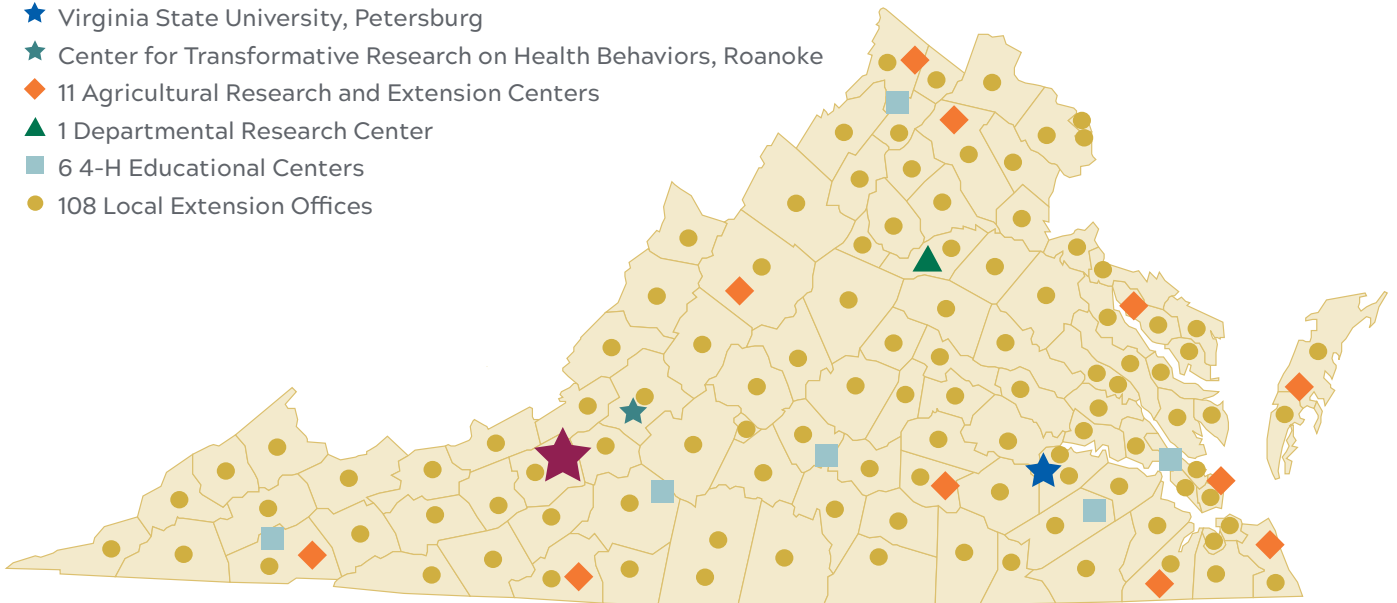 Virginia State University, Petersburg
Center for Transformative Research on Health Behaviors, Roanoke
11 Agricultural Research and Extension Centers
1 Departmental Research Center
6 4-H Educational Centers
108 Local Extension Offices